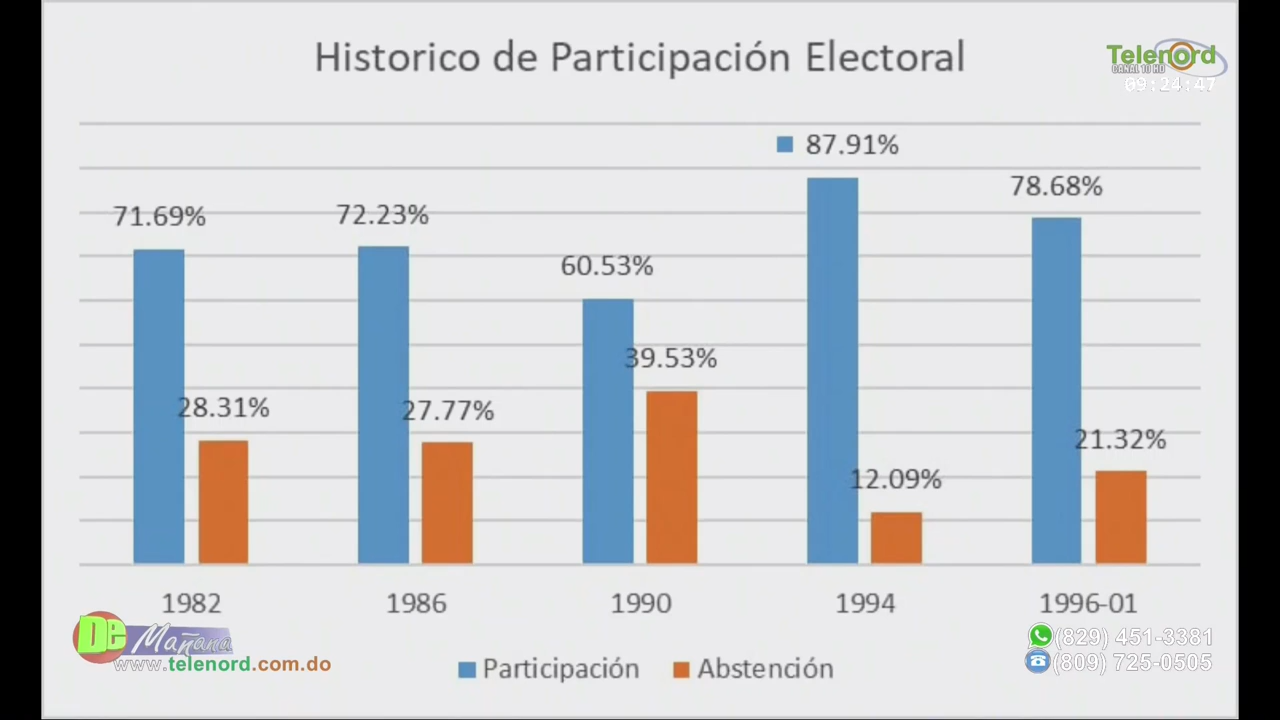 Historico de Participación Electoral
Telenord
CANAL 10 HD
09:24:47
87.91%
78.68%
71.69%
72.23%
60.53%
39.53%
28.31%
27.77%
21.32%
12.09%
1982
1986
1990
1994
1996-01
De Mañana
www.telenord.com.do
Participación
Abstención
(829) 451-3381
(809) 725-0505